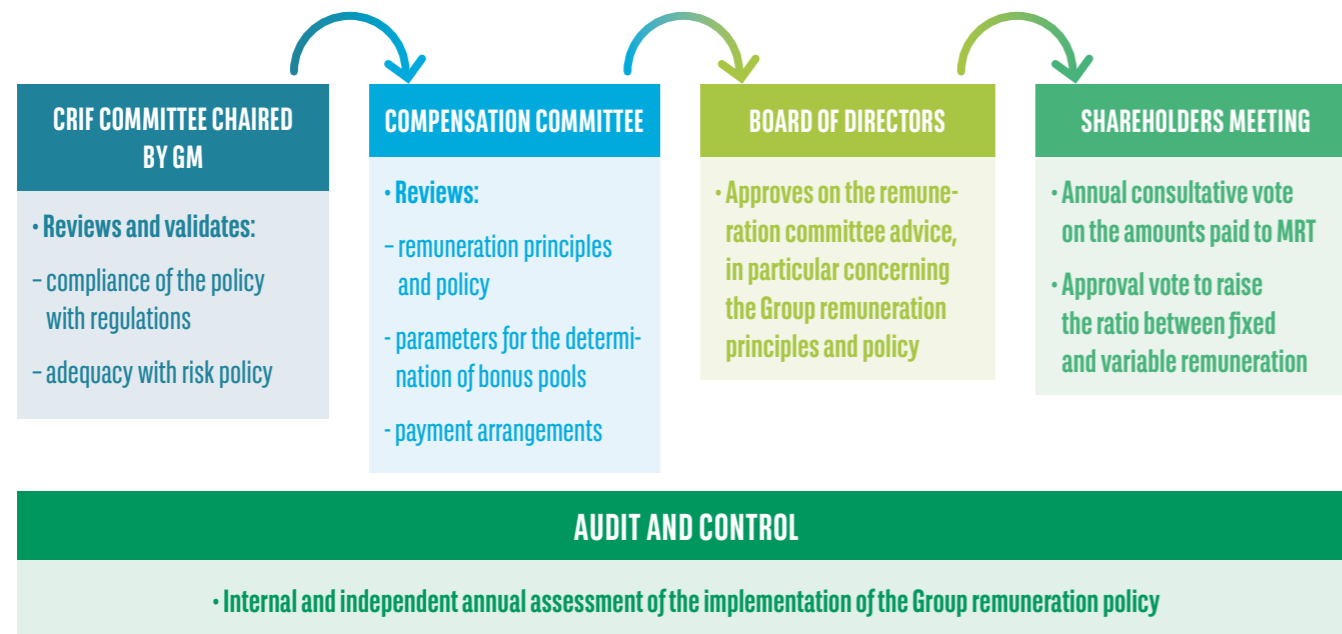 CRIF COMMITTEE CHAIRED
BY GM
• Reviews and validates:
– compliance of the policy
with regulations
– adequacy with risk policy
COMPENSATION COMMITTEE
• Reviews:
– remuneration principles
and policy
- parameters for the determi-
nation of bonus pools
- payment arrangements
BOARD OF DIRECTORS
• Approves on the remune-
ration committee advice,
in particular concerning
the Group remuneration
principles and policy
SHAREHOLDERS MEETING
• Annual consultative vote
on the amounts paid to MRT
• Approval vote to raise
the ratio between fixed
and variable remuneration
AUDIT AND CONTROL
• Internal and independent annual assessment of the implementation of the Group remuneration policy